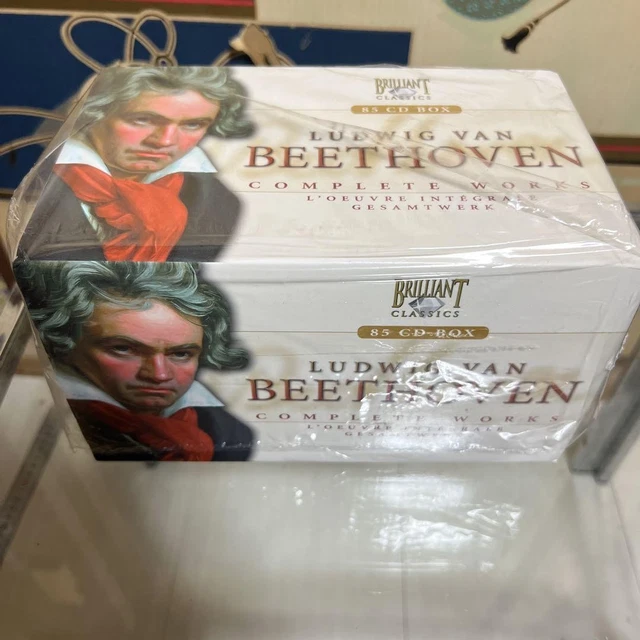 BRILLIANT
CLASSICS
85 CD BOX
LUDWIG VAN
BEETHOVEN
COMPLETE WORKS
L'OEUVRE INTÉGRALE
GESAMTWERK
BRILLIANT
CLASSICS
85 CD BOX
LUDWIG VAN
BEETHOVEN
COMPLETE WORKS
L'OEUVRE